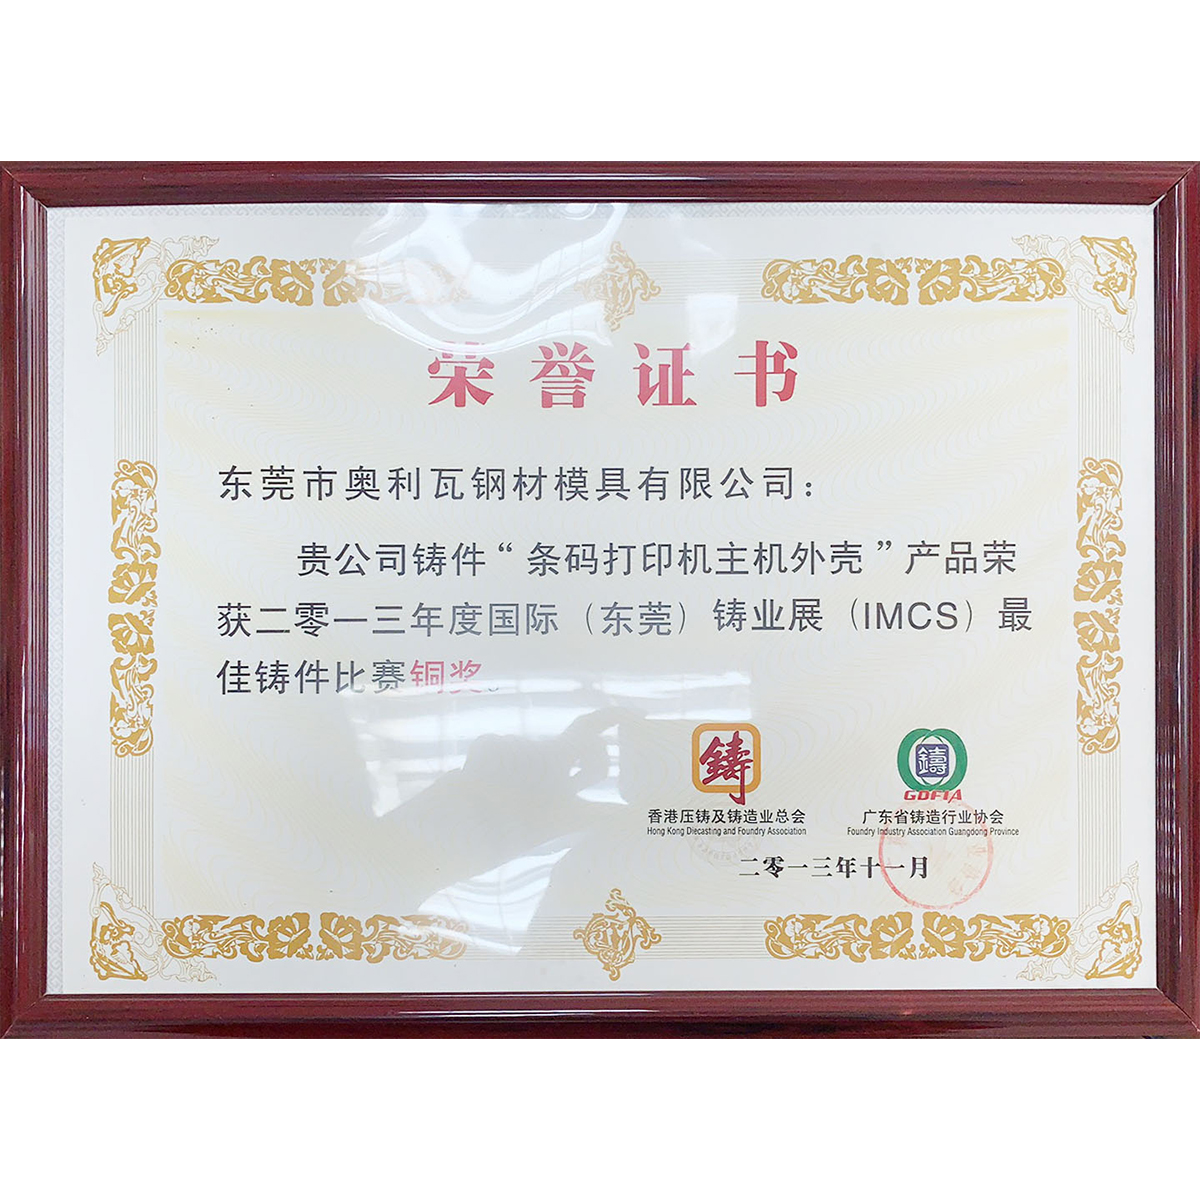 荣誉证书
东莞市奥利瓦钢材模具有限公司：
贵公司铸件“条码打印机主机外壳”产品荣
获二零一三年度国际（东莞）铸业展（IMCS）最
佳铸件比赛铜奖。
铸
鑄
GDFIA
香港压铸及铸造业总会
广东省铸造行业协会
Hong Kong Diecasting and Foundry Association
Foundry Industry Association Guangdong Province
二零一三年十一月